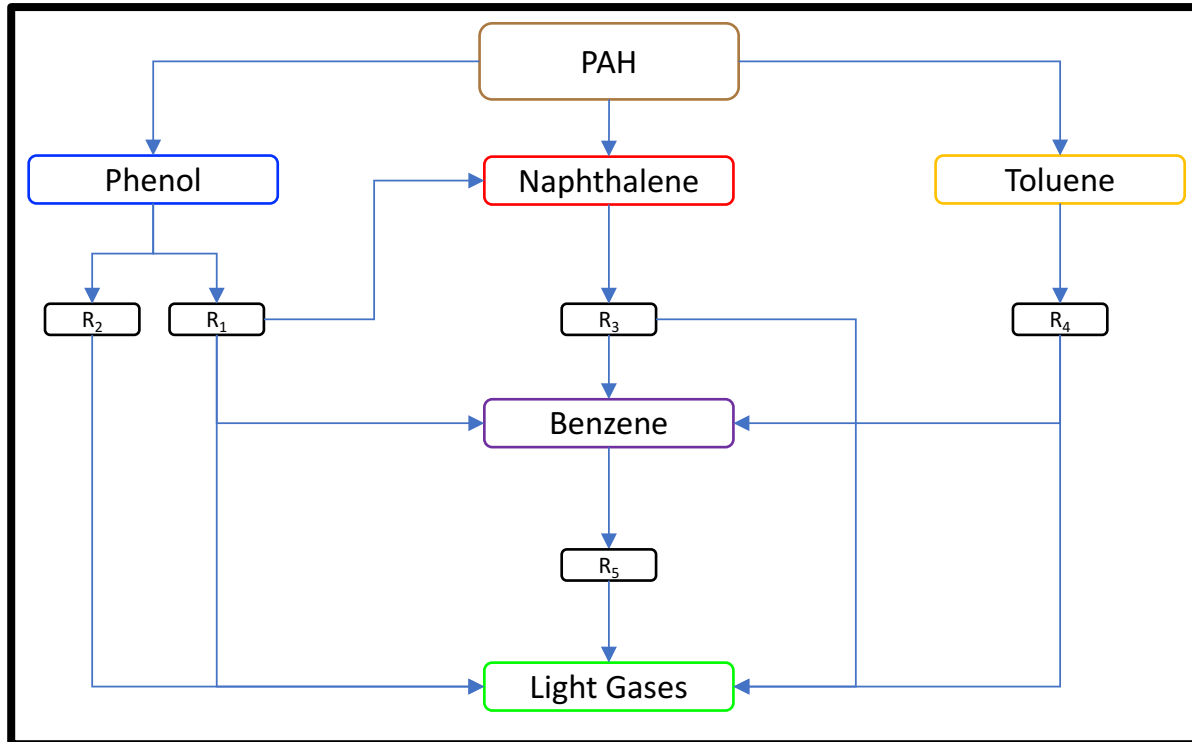 PAH
Phenol
Naphthalene
Toluene
R₂
R₁
R₃
R₄
Benzene
R₅
Light Gases